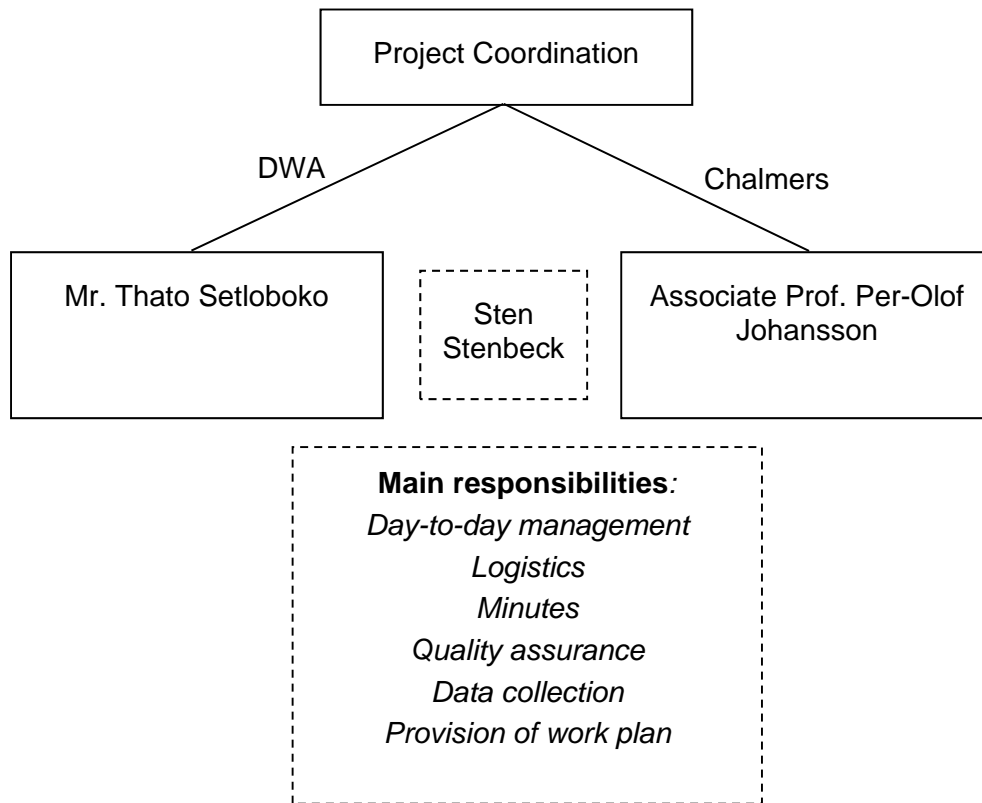 Project Coordination
DWA
Chalmers
Mr. Thato Setloboko
Sten
Stenbeck
Associate Prof. Per-Olof
Johansson
Main responsibilities:
Day-to-day management
Logistics
Minutes
Quality assurance
Data collection
Provision of work plan